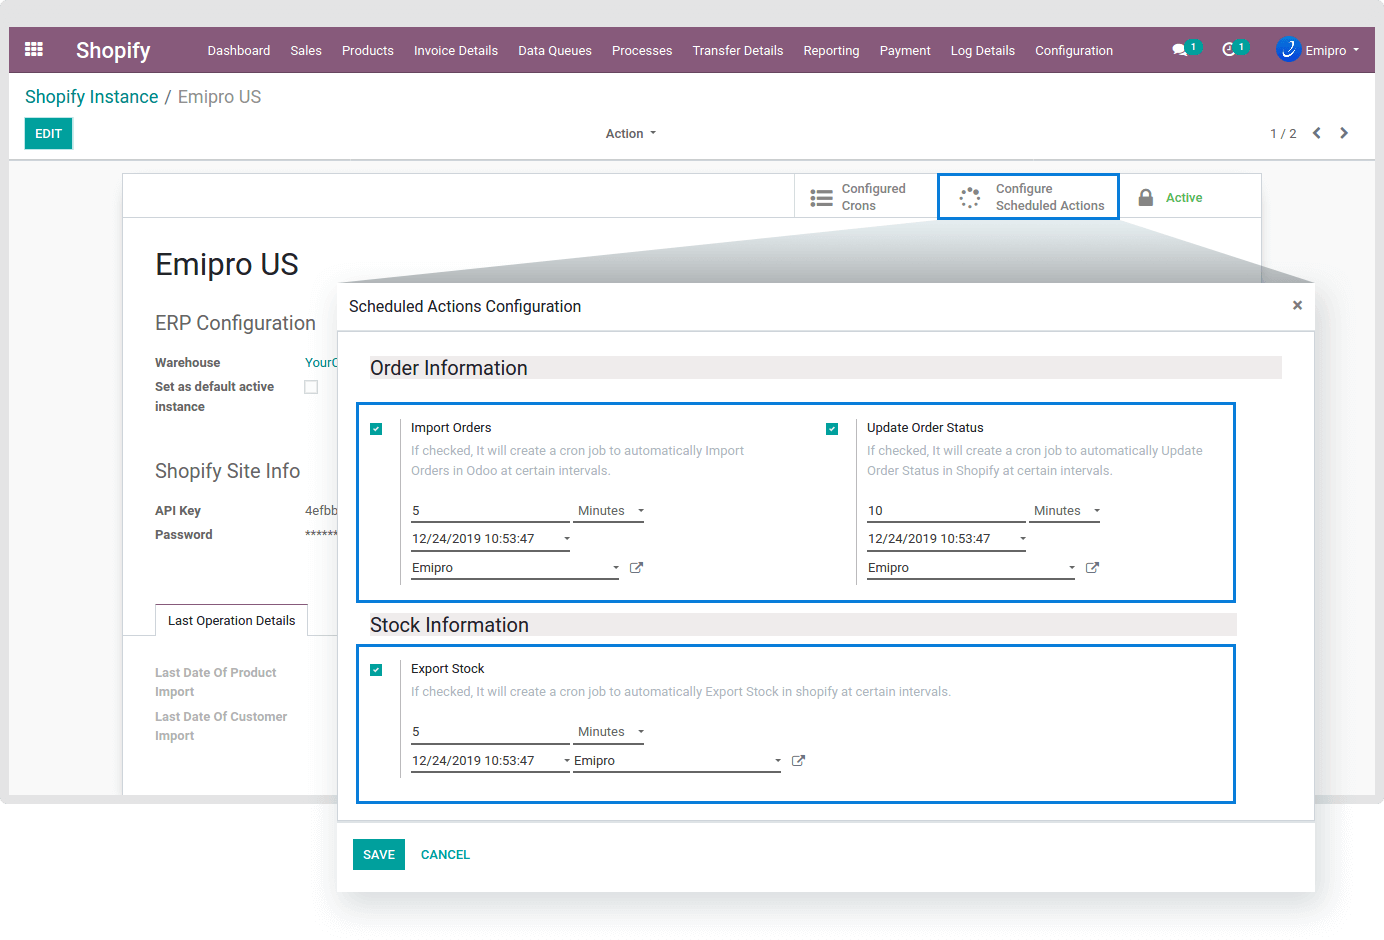 Shopify Dashboard Sales Products Invoice Details Data Queues Processes Transfer Details Reporting Payment Log Details Configuration 1 1 Emipro
Shopify Instance / Emipro US
EDIT Action 1 / 2
Configured
Crons
Configure
Scheduled Actions
Active
Emipro US
ERP Configuration
Warehouse YourC
Set as default active
instance
Shopify Site Info
API Key 4efbb
Password ******
Last Operation Details
Last Date Of Product
Import
Last Date Of Customer
Import
Scheduled Actions Configuration ×
Order Information
Import Orders
If checked, It will create a cron job to automatically Import
Orders in Odoo at certain intervals.
5 Minutes
12/24/2019 10:53:47
Emipro
Update Order Status
If checked, It will create a cron job to automatically Update
Order Status in Shopify at certain intervals.
10 Minutes
12/24/2019 10:53:47
Emipro
Stock Information
Export Stock
If checked, It will create a cron job to automatically Export Stock in shopify at certain intervals.
5 Minutes
12/24/2019 10:53:47 Emipro
SAVE CANCEL